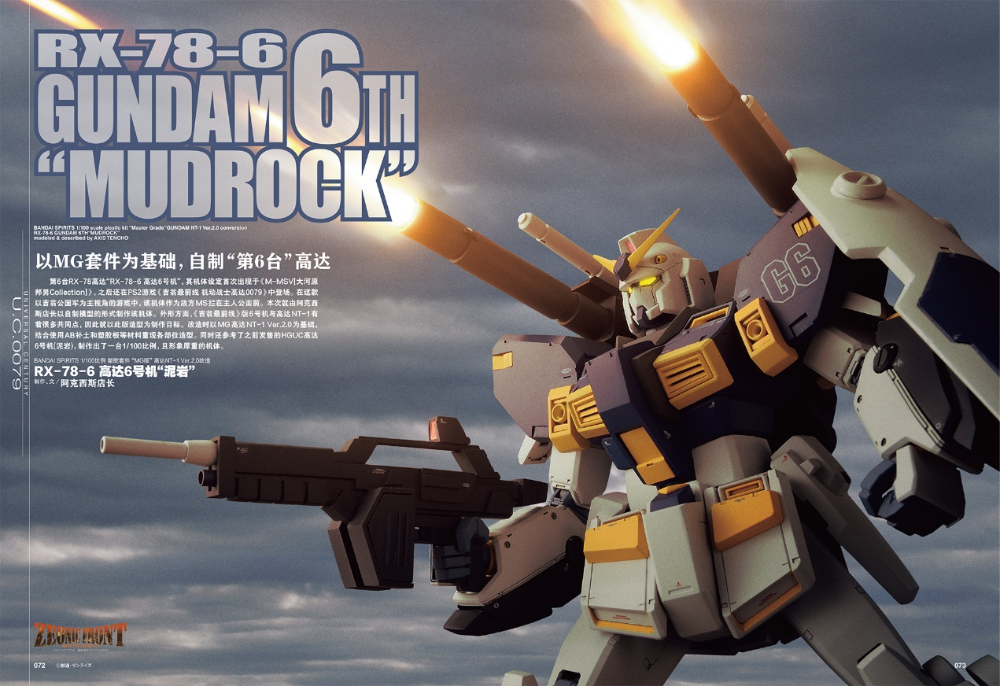 RX-78-6
GUNDAM 6TH
“MUDROCK”
BANDAI SPIRITS 1/100 scale plastic kit “Master Grade”GUNDAM NT-1 Ver.2.0 conversion
RX-78-6 GUNDAM 6TH“MUDROCK”
modeled & described by AXIS TENCHO
以MG套件为基础，自制“第6台”高达
第6台RX-78高达“RX-78-6 高达6号机”，其机体设定首次出现于《M-MSV[大河原
邦男Collection]》，之后还在PS2游戏《吉翁最前线 机动战士高达0079》中登场。在这款
以吉翁公国军为主视角的游戏中，该机体作为敌方MS拦在主人公面前。本次就由阿克西
斯店长以自制模型的形式制作该机体。外形方面，《吉翁最前线》版6号机与高达NT-1有
着很多共同点，因此就以此版造型为制作目标。改造时以MG高达NT-1 Ver.2.0为基础，
结合使用AB补土和塑胶板等材料重现各部位造型。同时还参考了之前发售的HGUC高达
6号机(泥岩)，制作出了一台1/100比例，且形象厚重的机体。
BANDAI SPIRITS 1/100比例 塑胶套件 “MG版” 高达NT-1 Ver.2.0改造
RX-78-6 高达6号机“泥岩”
制作、文／阿克西斯店长
UNIVERSAL CENTURY
U.C.0079
G6
ZEONIC FRONT
072 ©創通・サンライズ
073